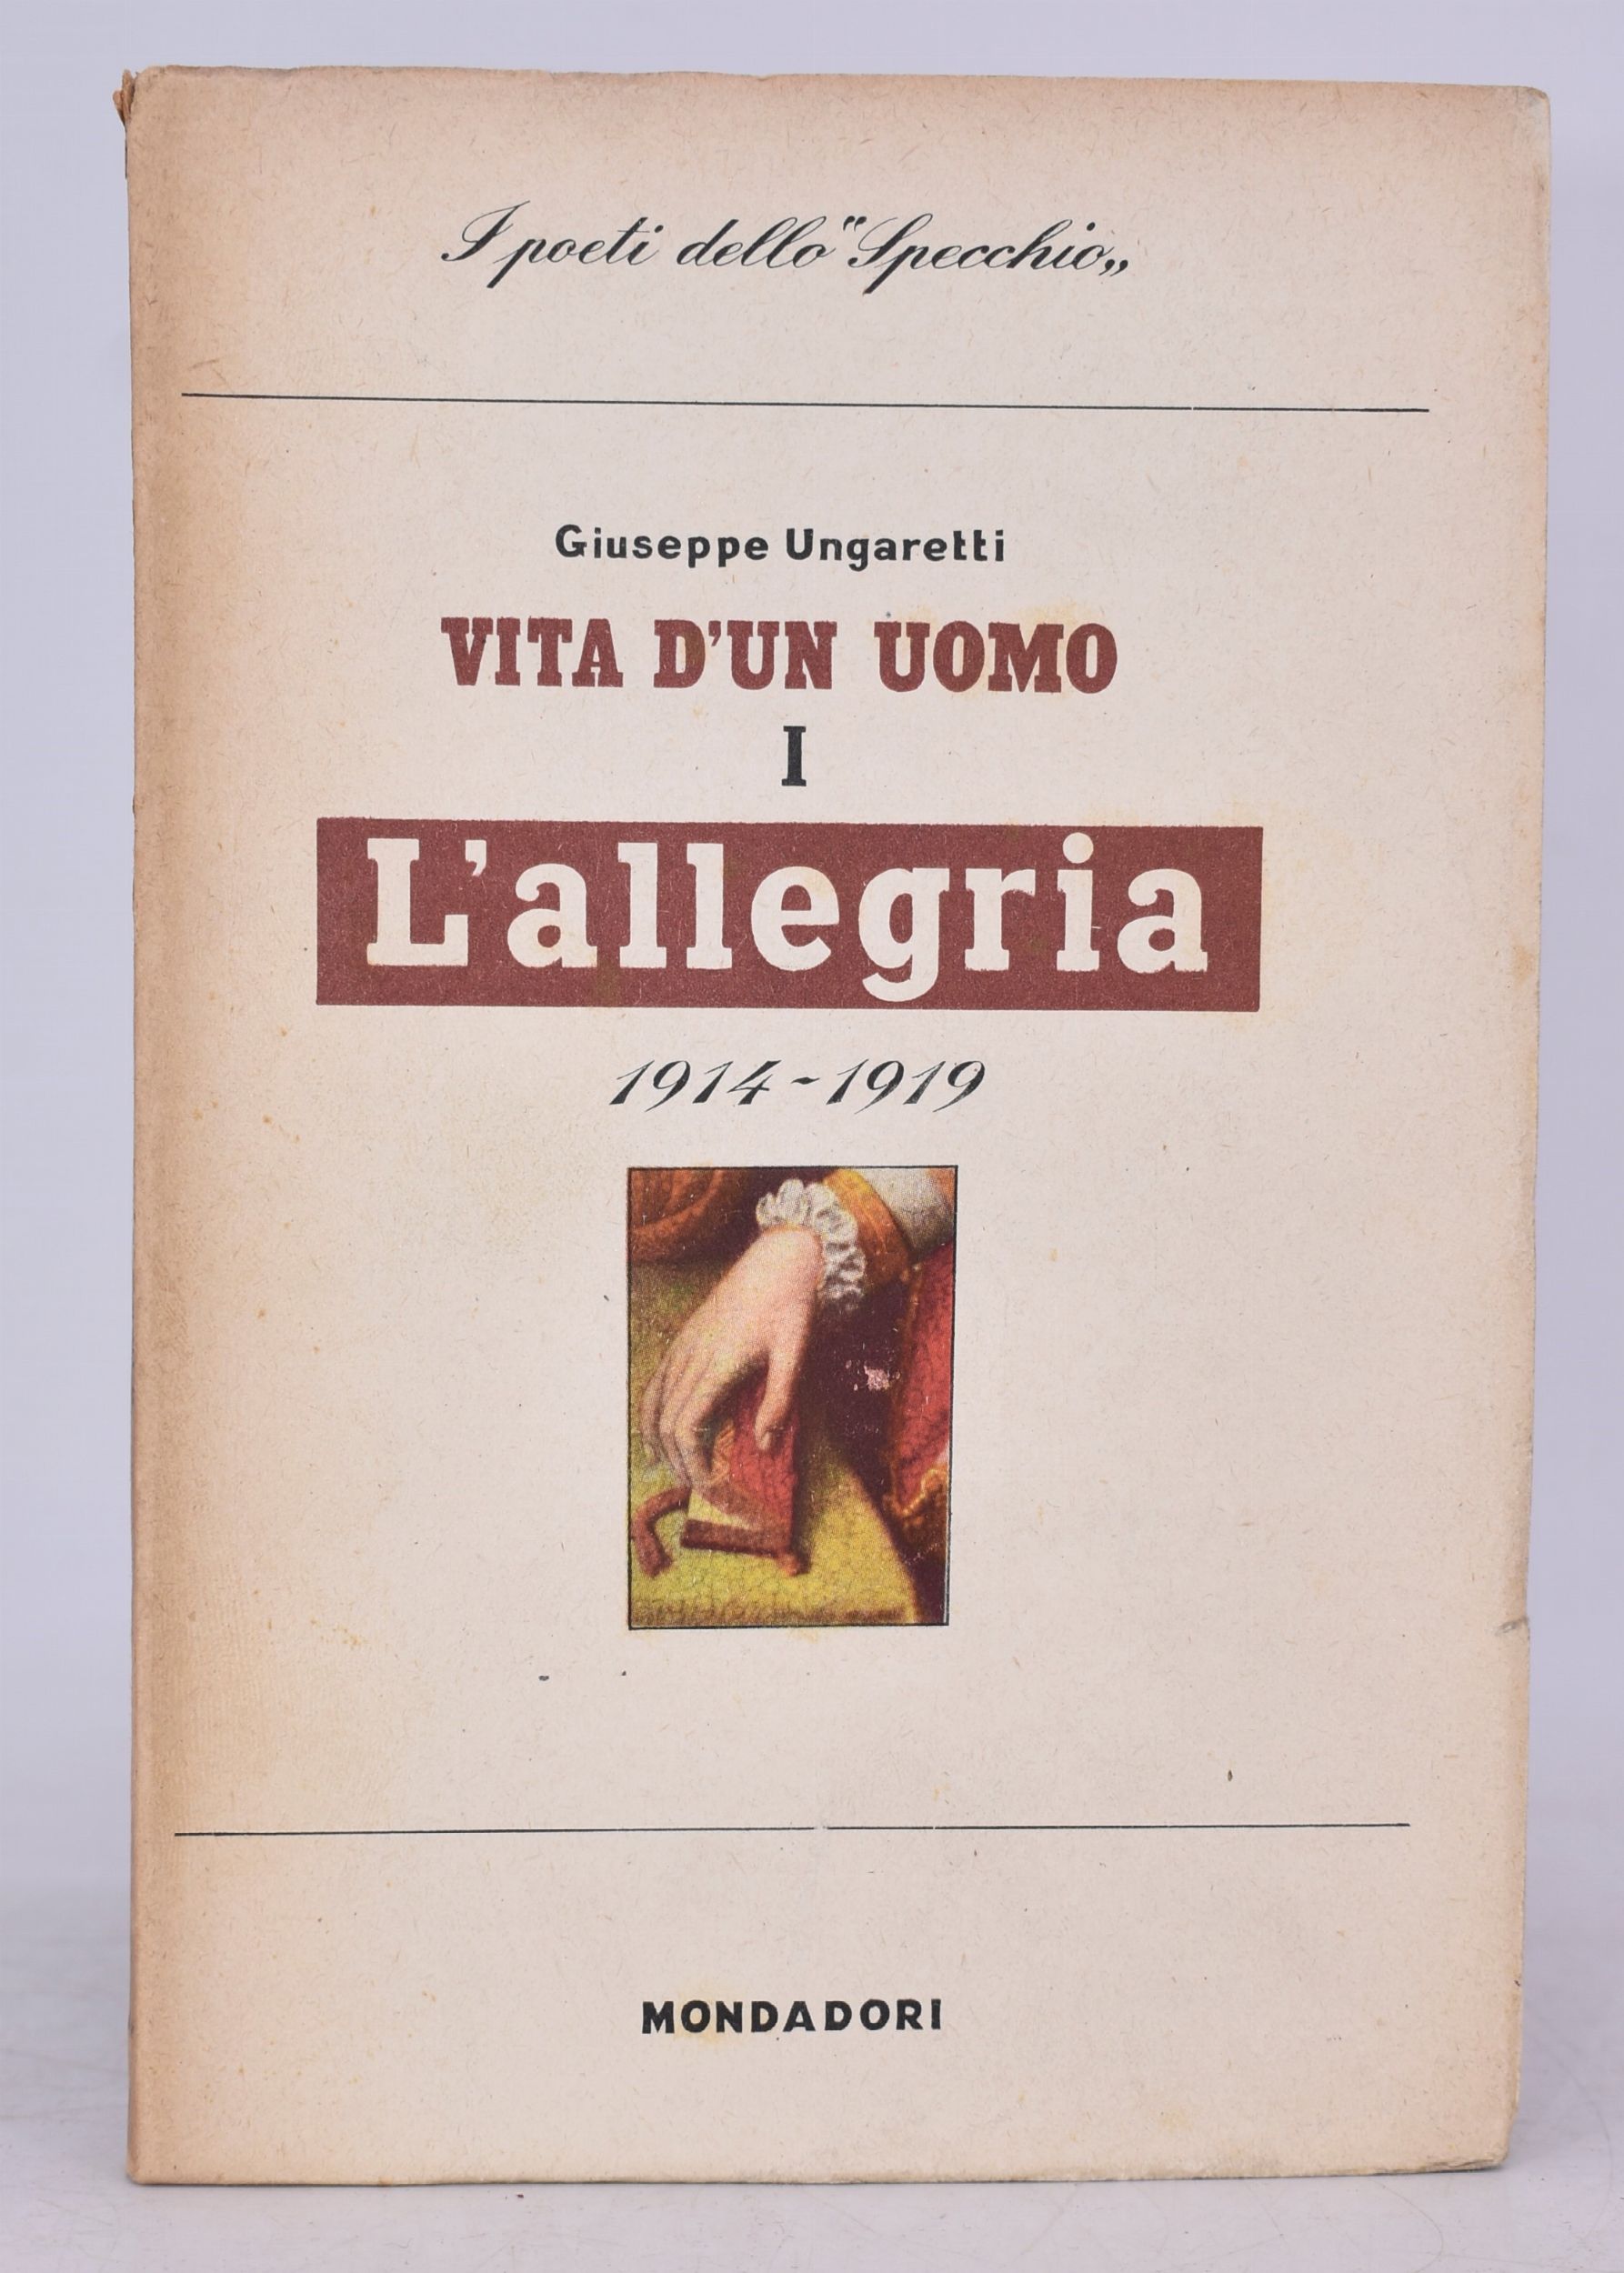 I poeti dello "Specchio„
Giuseppe Ungaretti
VITA D'UN UOMO
I
L'allegria
1914-1919
MONDADORI